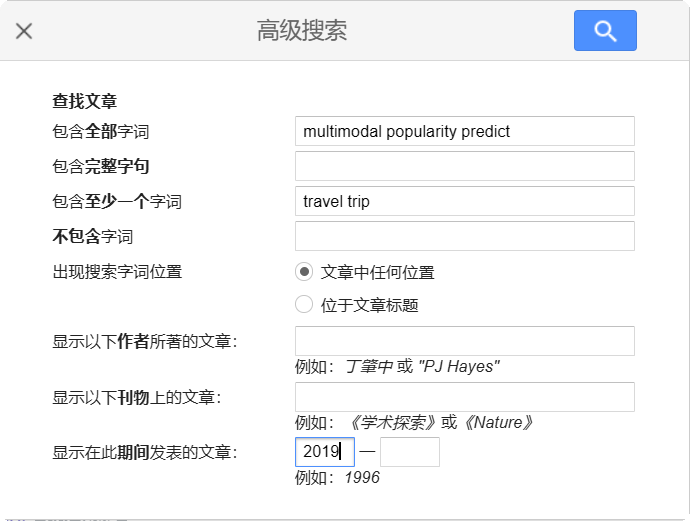 高级搜索
查找文章
包含全部字词 multimodal popularity predict
包含完整字句
包含至少一个字词 travel trip
不包含字词
出现搜索字词位置 文章中任何位置
位于文章标题
显示以下作者所著的文章：
例如：丁肇中 或 "PJ Hayes"
显示以下刊物上的文章：
例如：《学术探索》或《Nature》
显示在此期间发表的文章： 2019 —
例如：1996